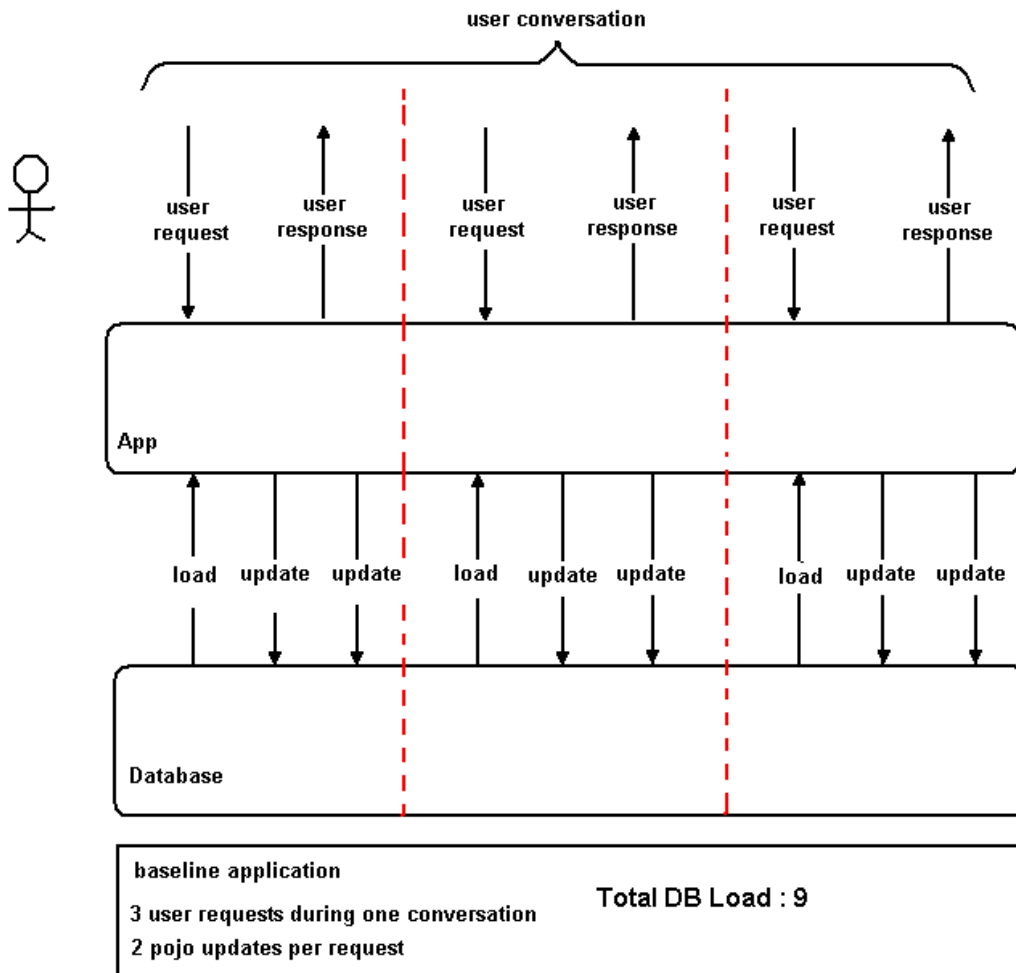 user conversation
user
request
user
response
user
request
user
response
user
request
user
response
App
load
update
update
load
update
update
load
update
update
Database
baseline application
3 user requests during one conversation
2 pojo updates per request
Total DB Load : 9